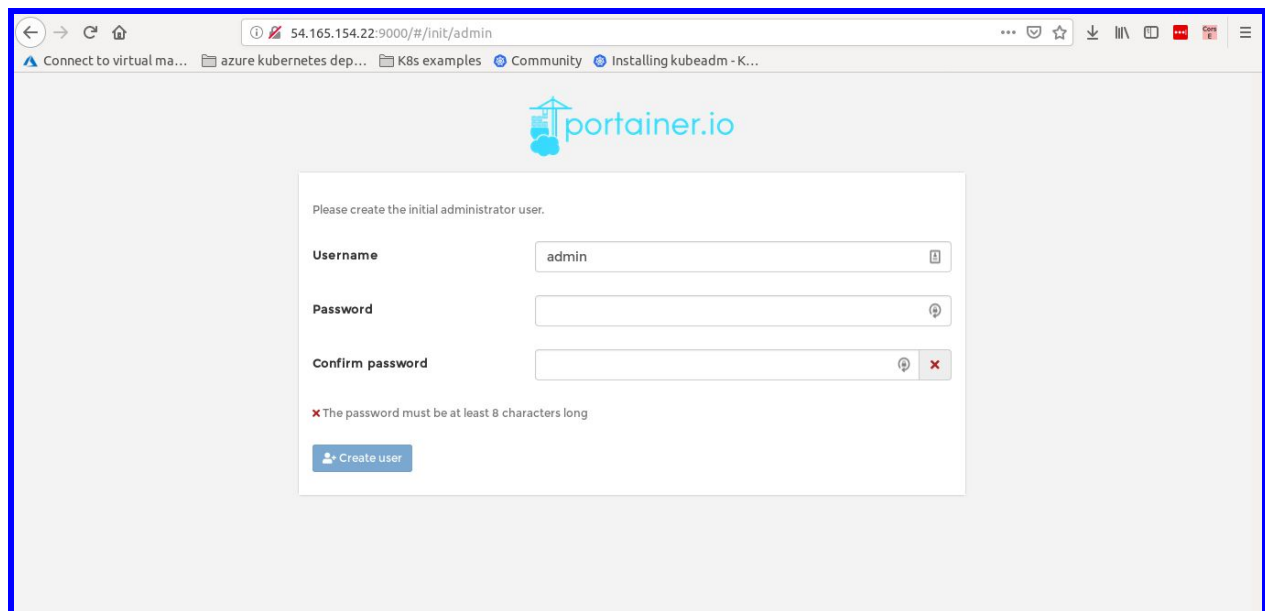 54.165.154.22:9000/#/init/admin
Connect to virtual ma... azure kubernetes dep... K8s examples Community Installing kubeadm - K...
portainer.io
Please create the initial administrator user.
Username admin
Password
Confirm password
The password must be at least 8 characters long
Create user